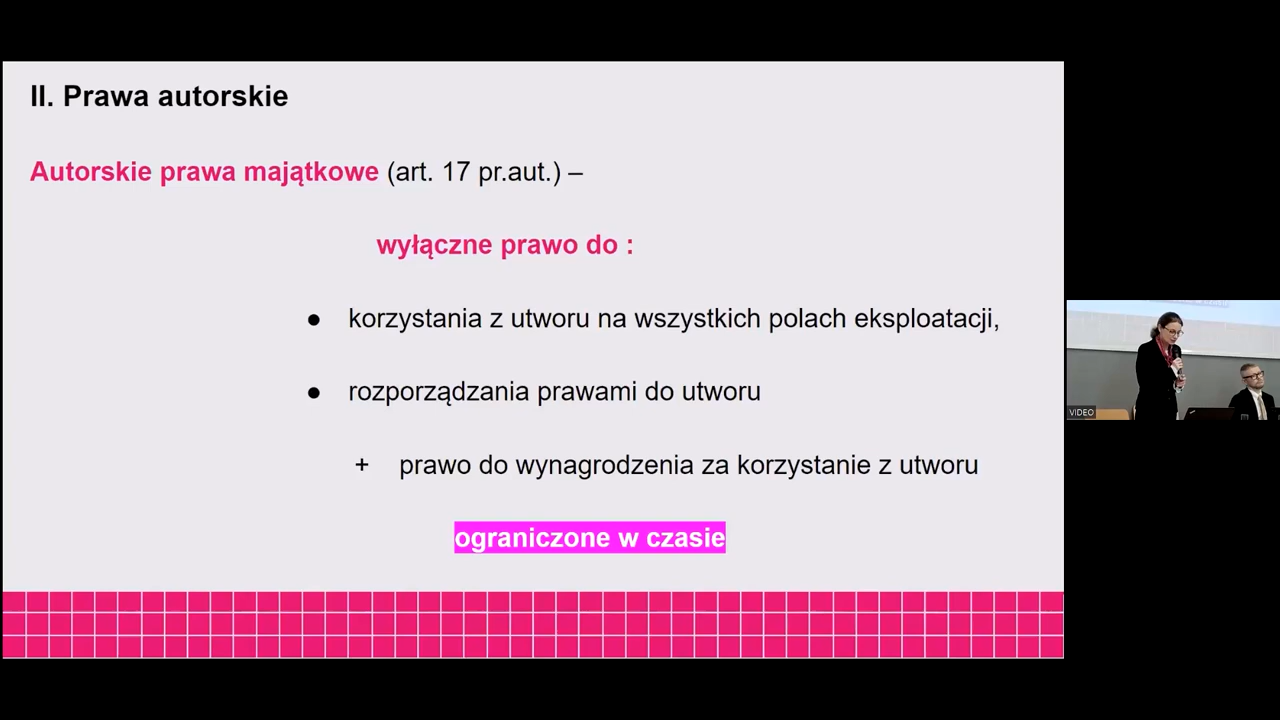 II. Prawa autorskie
Autorskie prawa majątkowe (art. 17 pr.aut.) –
wyłączne prawo do :
● korzystania z utworu na wszystkich polach eksploatacji,
● rozporządzania prawami do utworu
+ prawo do wynagrodzenia za korzystanie z utworu
ograniczone w czasie
VIDEO